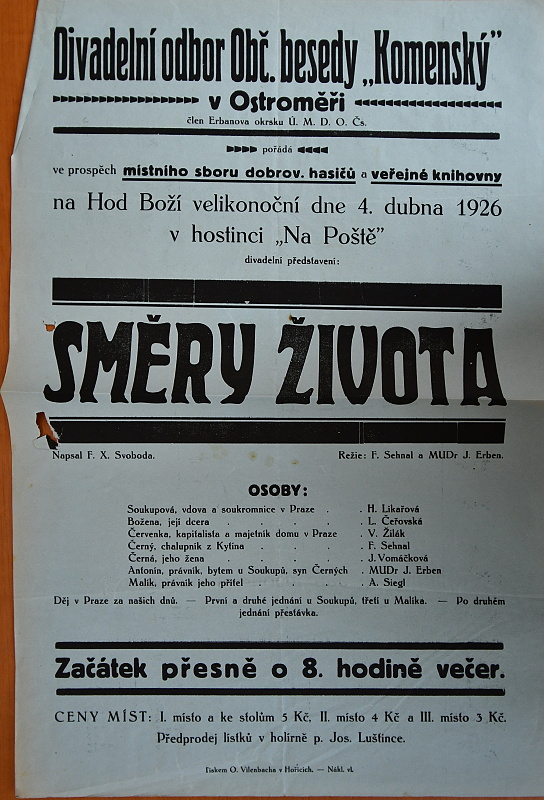 Divadelní odbor Obč. besedy „Komenský"
v Ostroměři
člen Erbanova okrsku Ú. M. D. O. Čs.
pořádá
ve prospěch místního sboru dobrov. hasičů a veřejné knihovny
na Hod Boží velikonoční dne 4. dubna 1926
v hostinci „Na Poště"
divadelní představení:
SMĚRY ŽIVOTA
Napsal F. X. Svoboda. Režie: F. Sehnal a MUDr J. Erben.
OSOBY:
Soukupová, vdova a soukromnice v Praze . . H. Likařová
Božena, její dcera . . . . . L. Čeřovská
Červenka, kapitalista a majetník domu v Praze . V. Žilák
Černý, chalupník z Kytína . . . . F. Sehnal
Černá, jeho žena . . . . . J. Vomáčková
Antonín, právník, bytem u Soukupů, syn Černých . MUDr J. Erben
Malík, právník jeho přítel . . . . A. Siegl
Děj v Praze za našich dnů. — První a druhé jednání u Soukupů, třetí u Malíka. — Po druhém
jednání přestávka.
Začátek přesně o 8. hodině večer.
CENY MÍST: I. místo a ke stolům 5 Kč, II. místo 4 Kč a III. místo 3 Kč.
Předprodej lístků v holírně p. Jos. Luštince.
Tiskem O. Vilenbacha v Hořicích. — Nákl. vl.